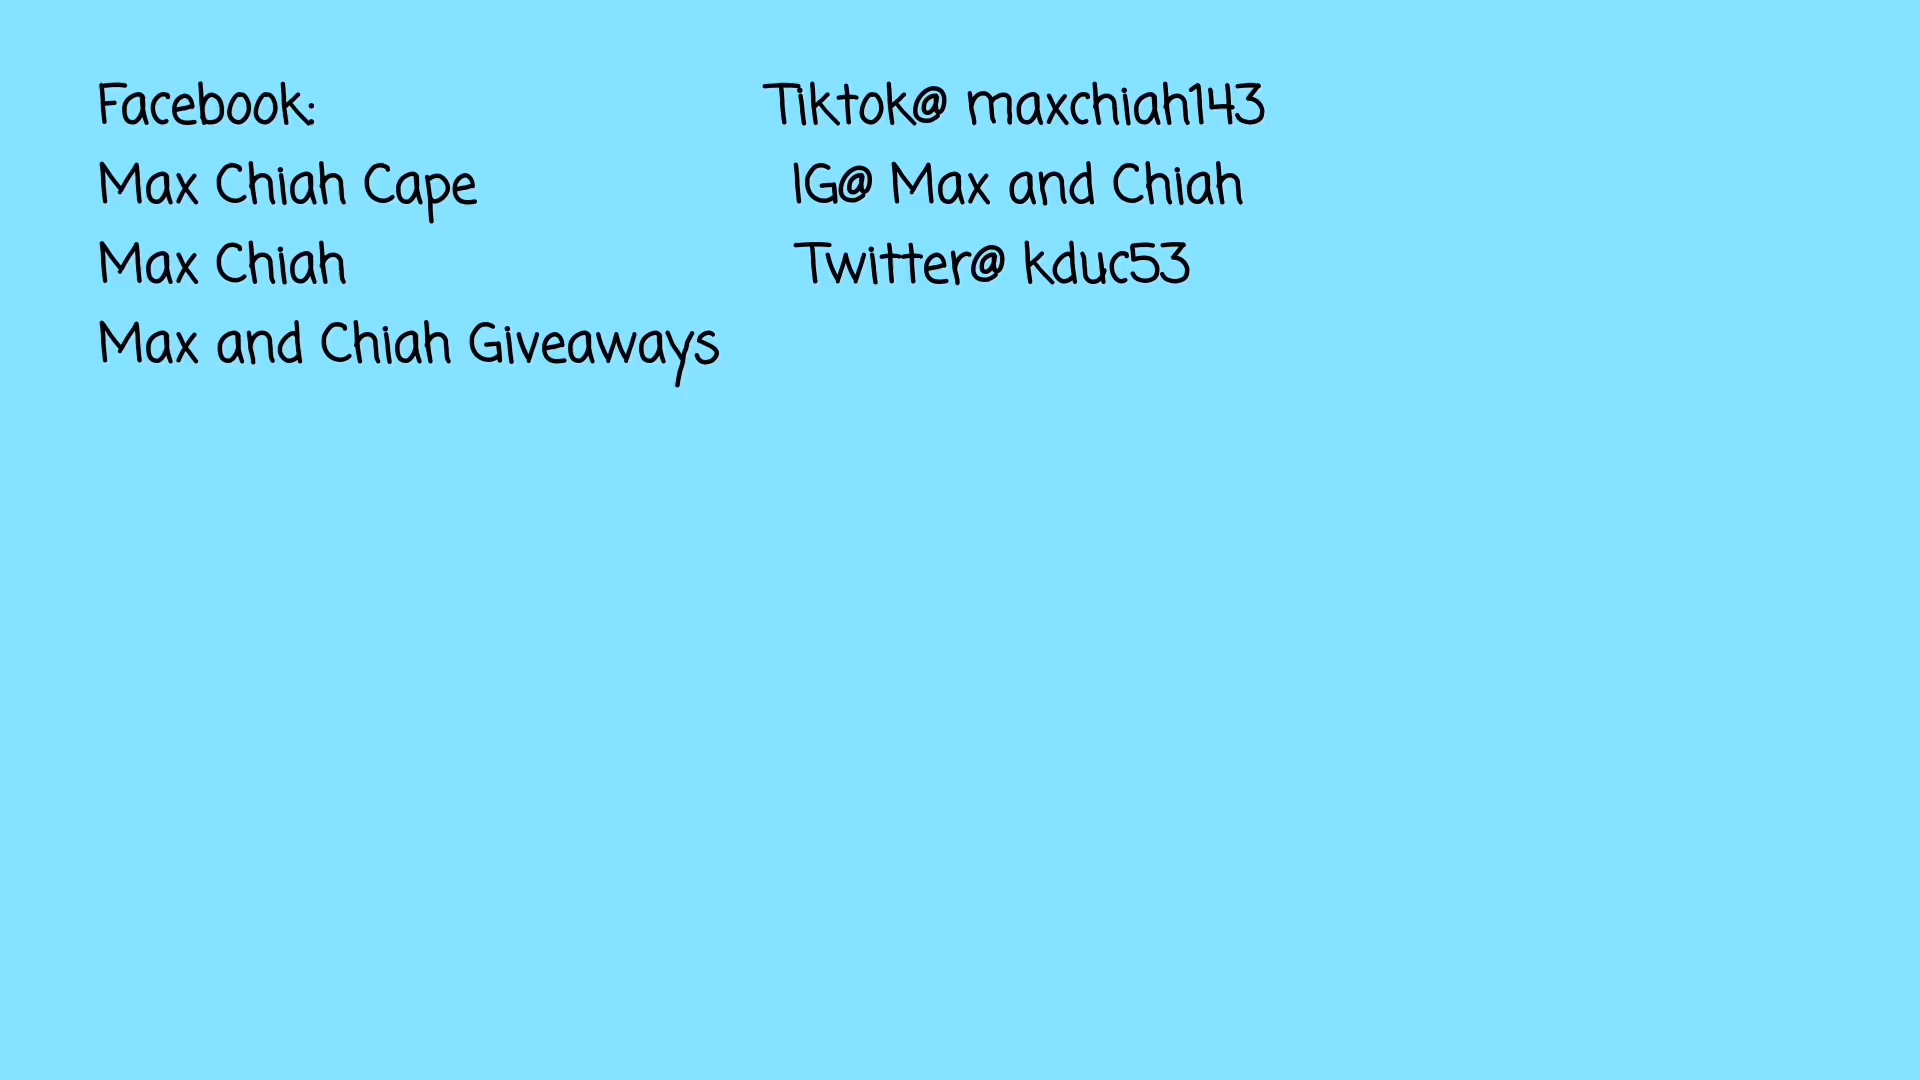 Facebook:
Max Chiah Cape
Max Chiah
Max and Chiah Giveaways
Tiktok@ maxchiah143
IG@ Max and Chiah
Twitter@ kduc53